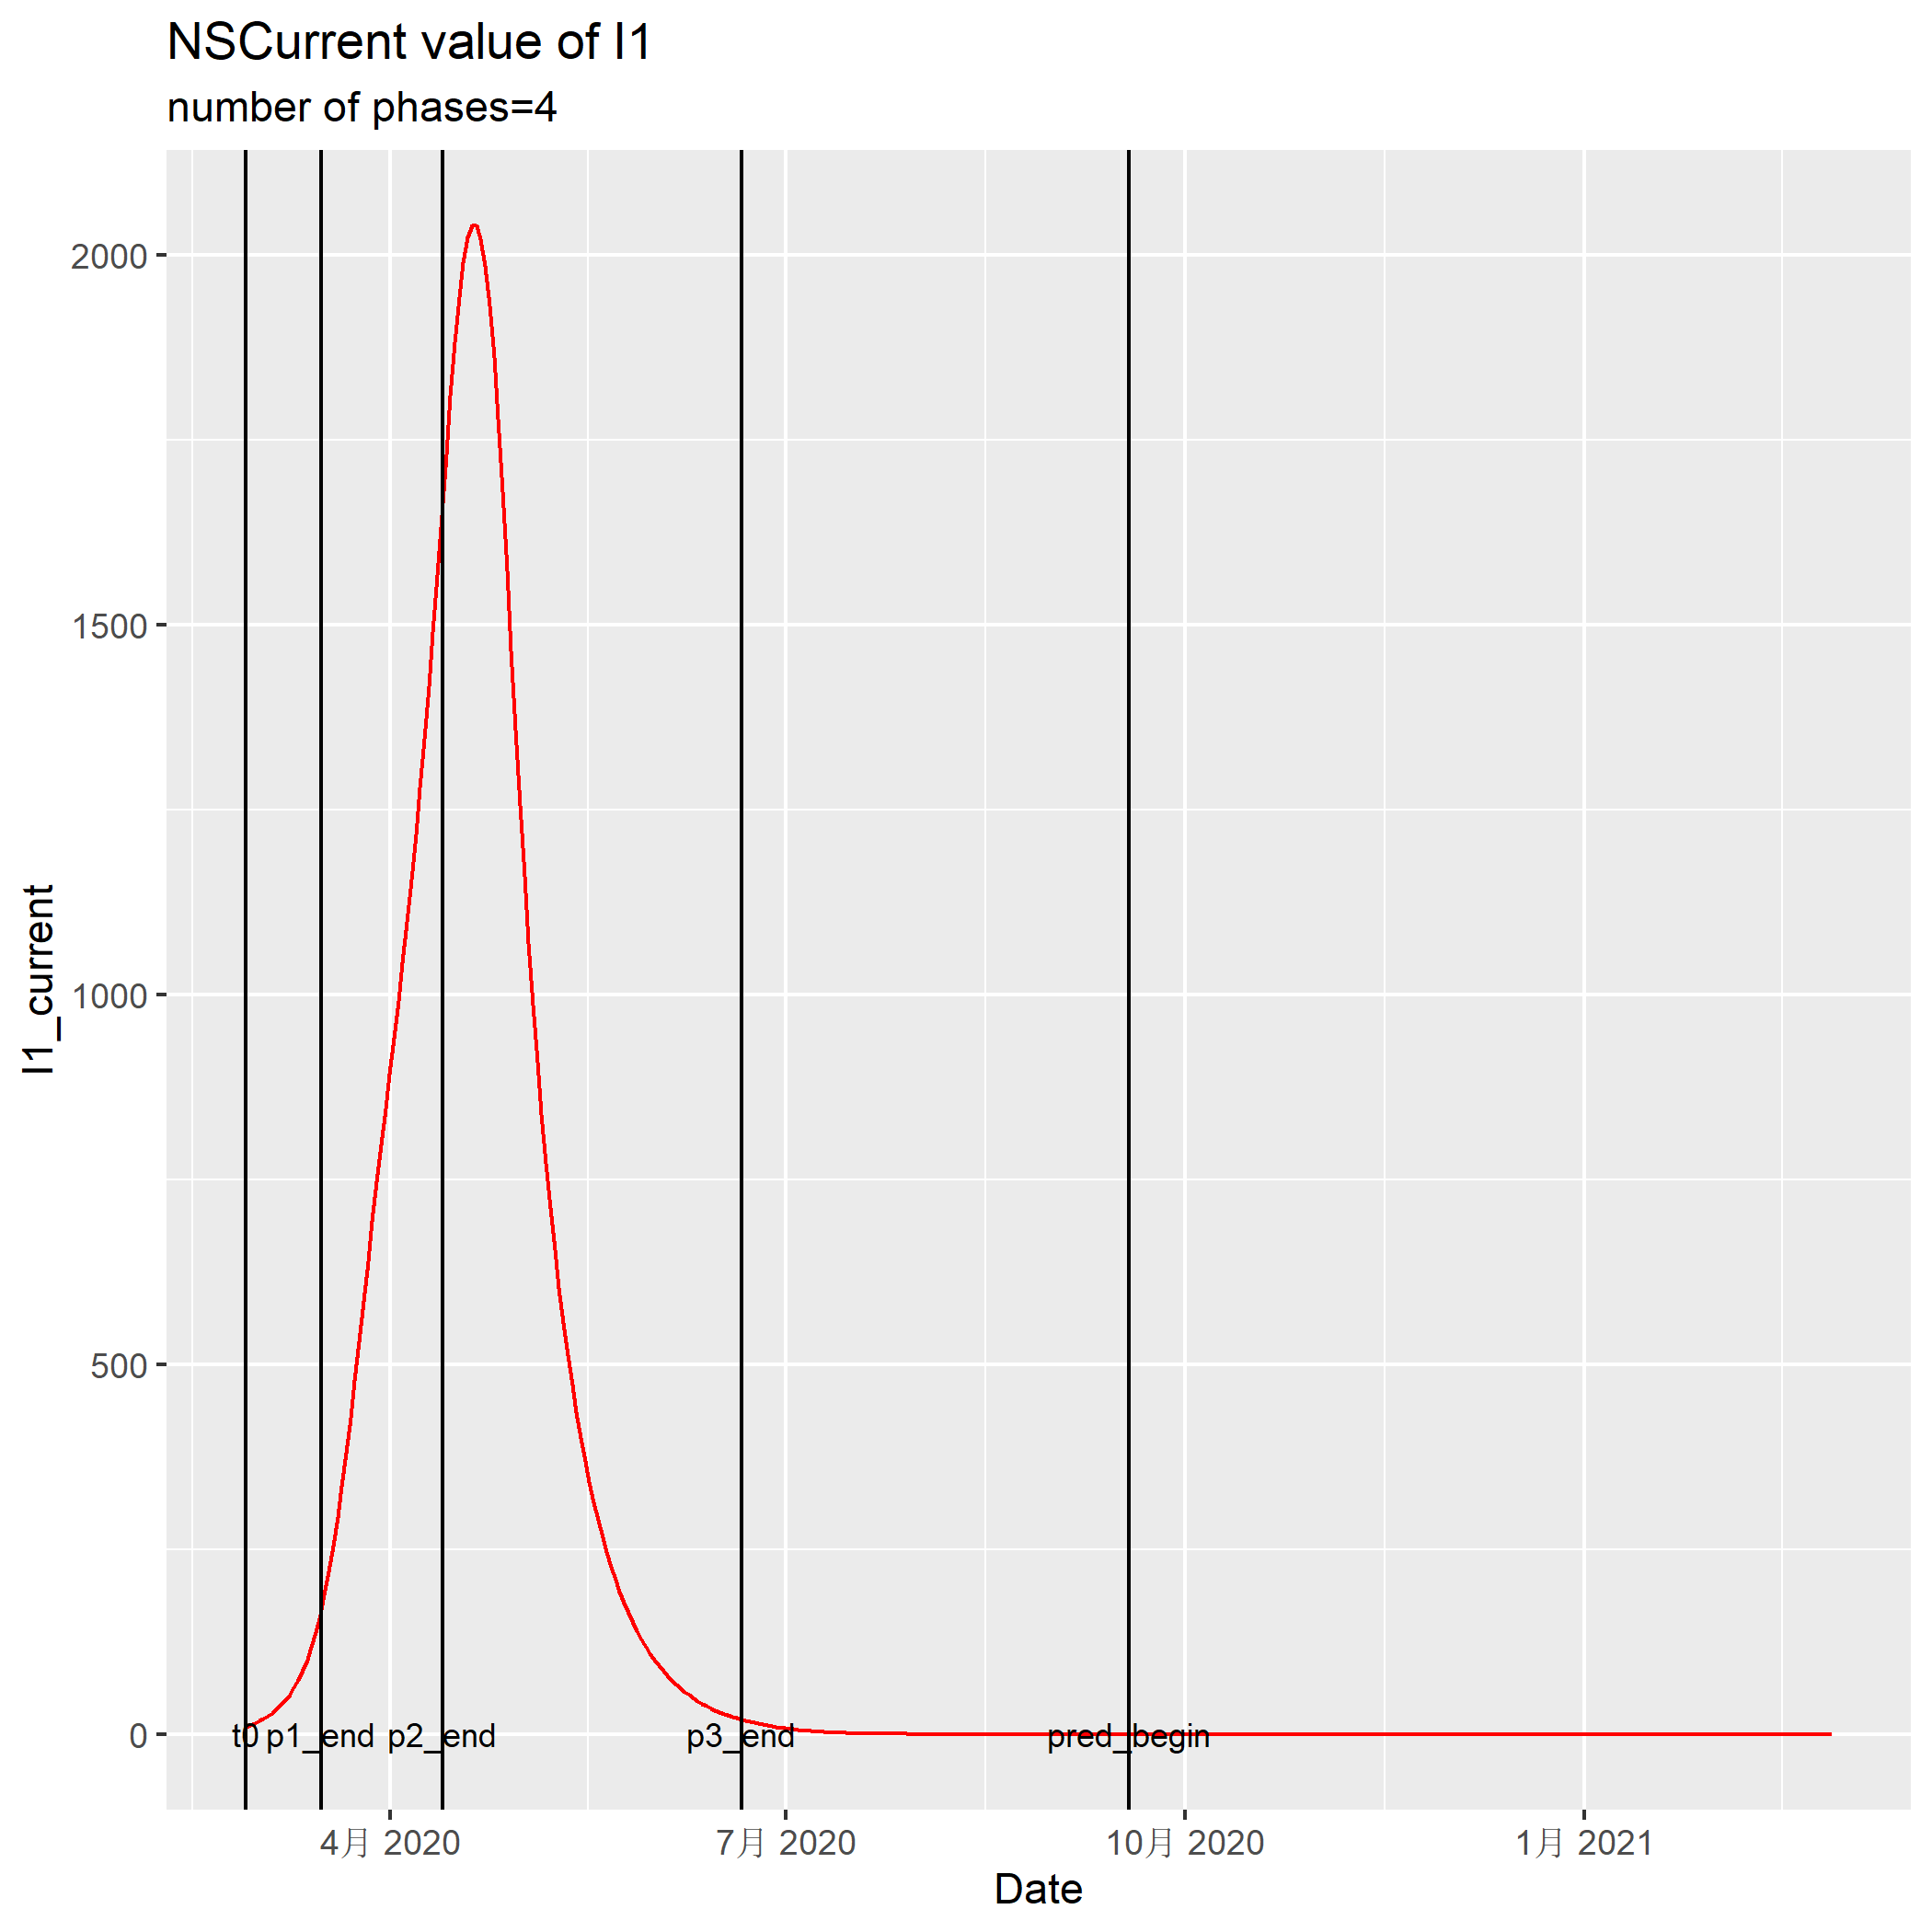 NSCurrent value of I1
number of phases=4
2000
1500
1000
500
0
I1_current
t0 p1_end p2_end p3_end pred_begin
4月 2020 7月 2020 10月 2020 1月 2021
Date